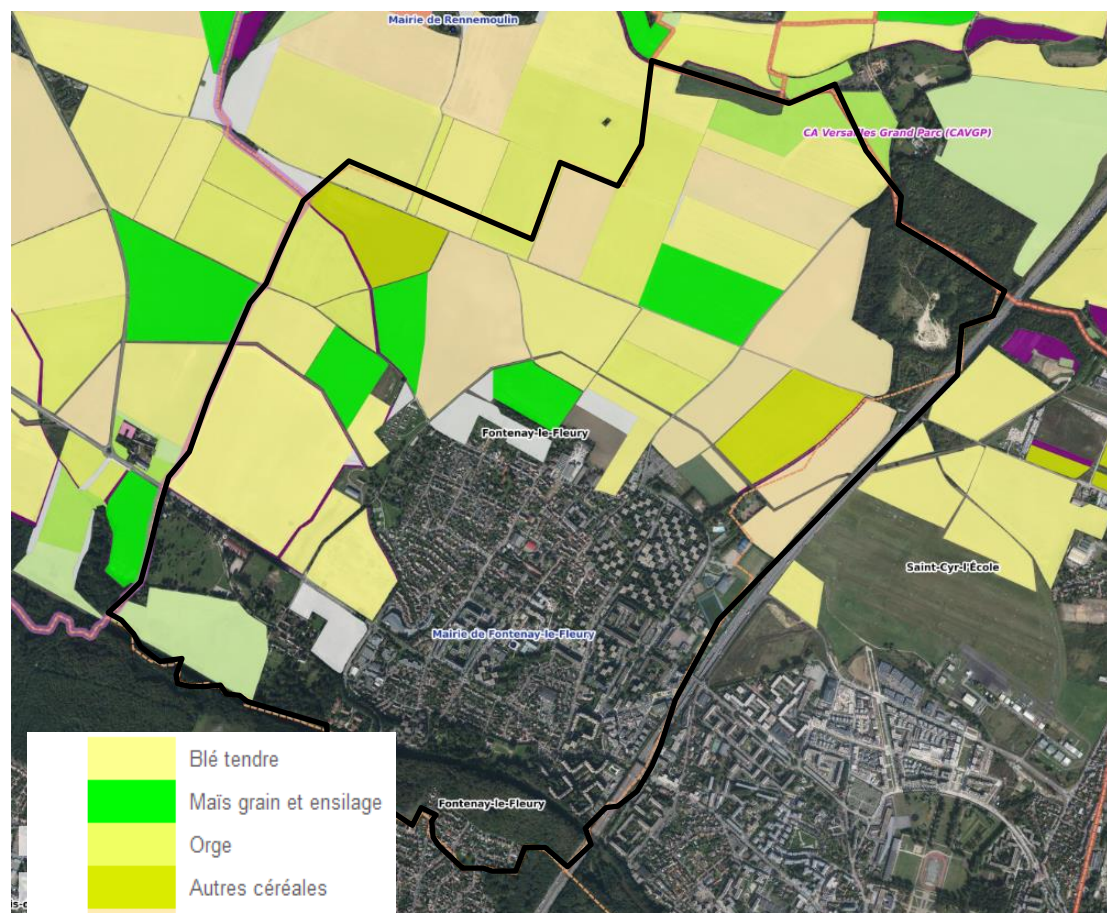 Mairie de Rennemoulin
CA Versailles Grand Parc (CAVGP)
Fontenay-le-Fleury
Saint-Cyr-l'École
Mairie de Fontenay-le-Fleury
Fontenay-le-Fleury
Blé tendre
Maïs grain et ensilage
Orge
Autres céréales